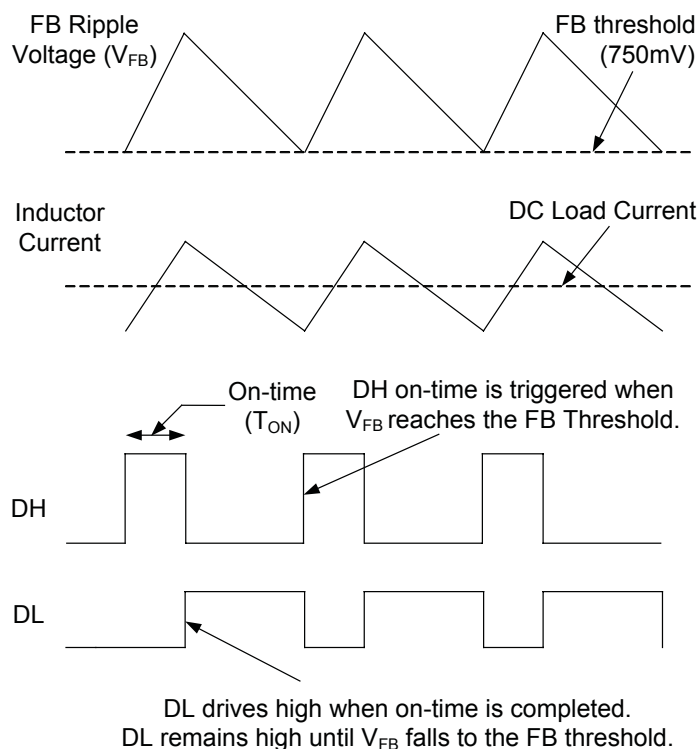 FB Ripple
Voltage (VFB)
FB threshold
(750mV)
Inductor
Current
DC Load Current
On-time
(TON)
DH on-time is triggered when
VFB reaches the FB Threshold.
DH
DL
DL drives high when on-time is completed.
DL remains high until VFB falls to the FB threshold.